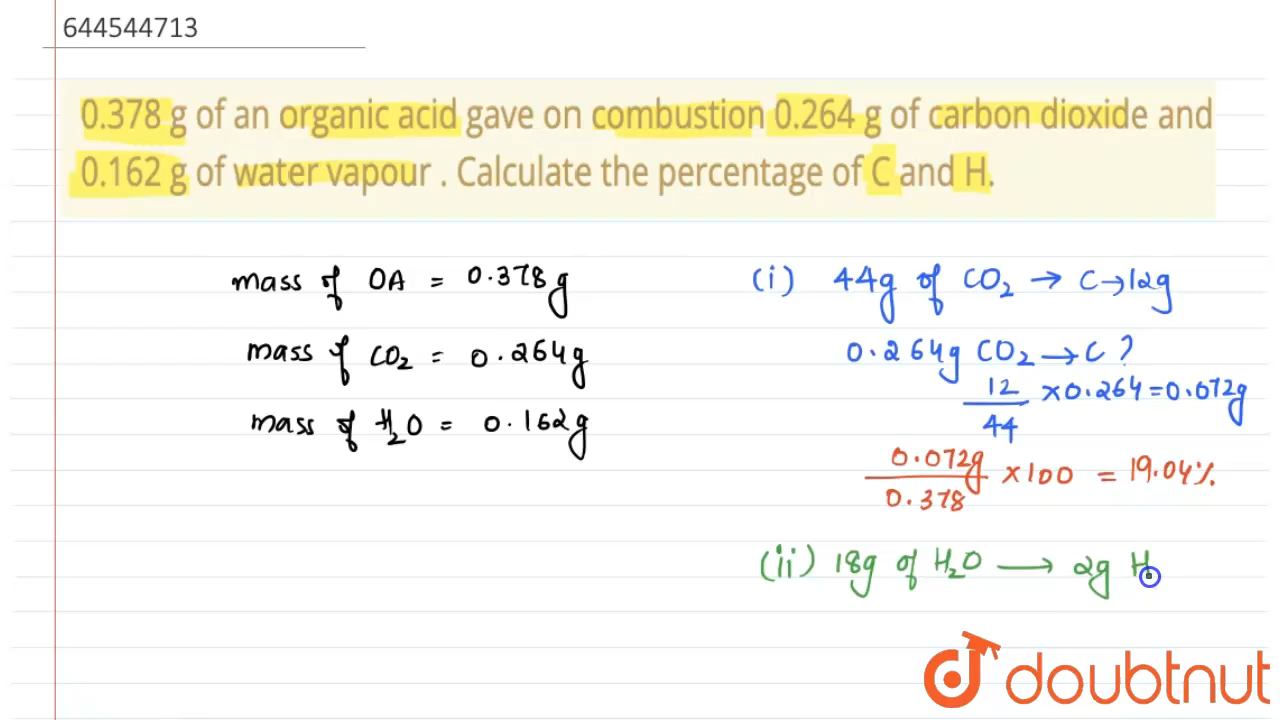 644544713
0.378 g of an organic acid gave on combustion 0.264 g of carbon dioxide and
0.162 g of water vapour . Calculate the percentage of C and H.
mass of OA = 0.378g
mass of CO₂ = 0.264g
mass of H₂O = 0.162g
(i) 44g of CO₂ → C→12g
0.264g CO₂ → C ?
12/44 ×0.264=0.072g
0.072g/0.378 ×100 = 19.04%
(ii) 18g of H₂O → 2g H
doubtnut